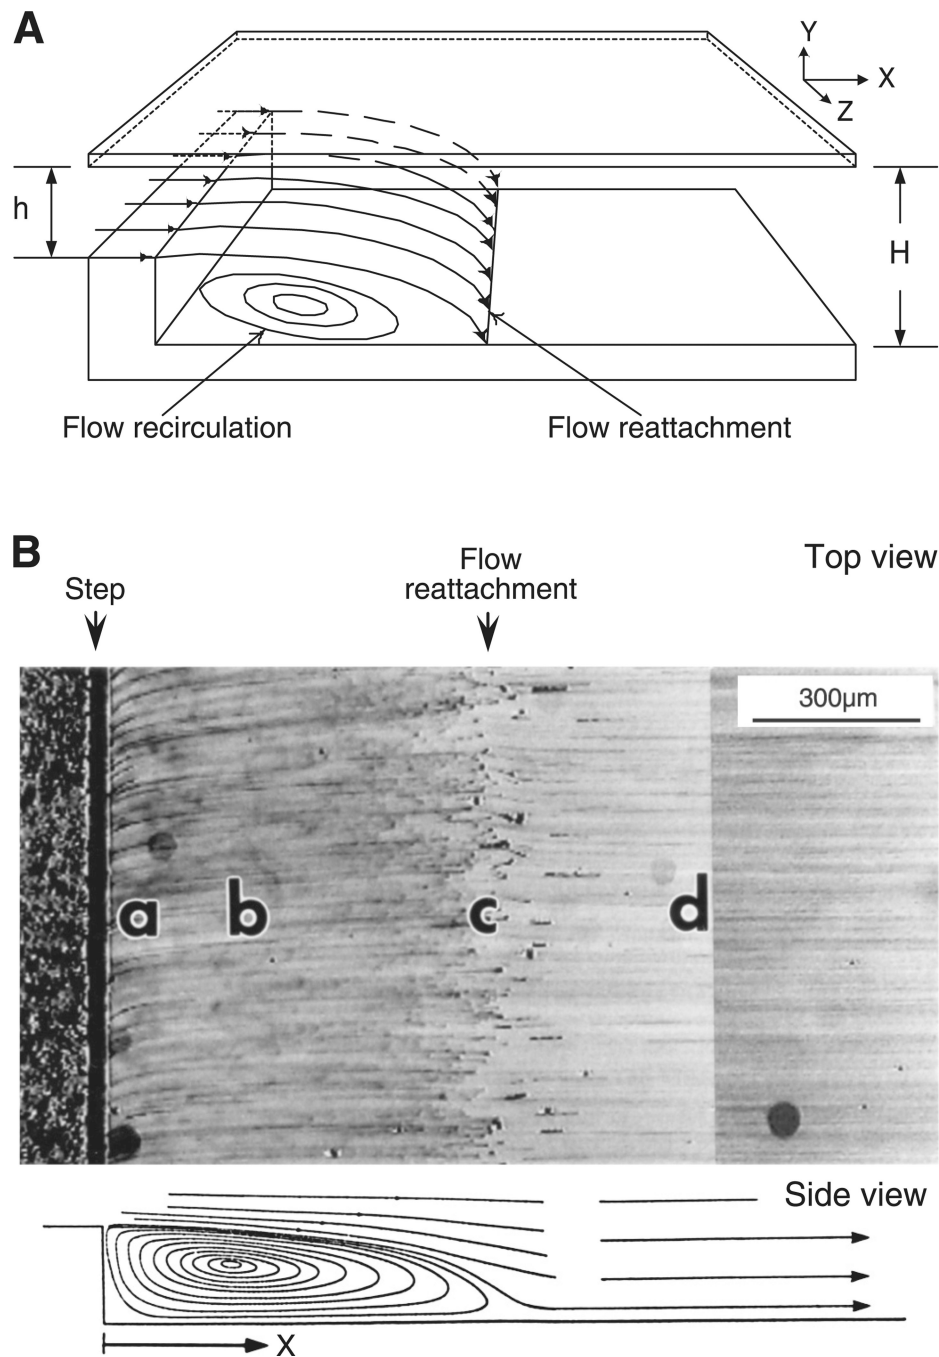 A
Y
X
Z
h
H
Flow recirculation
Flow reattachment
B
Top view
Step
Flow
reattachment
300µm
a
b
c
d
Side view
X